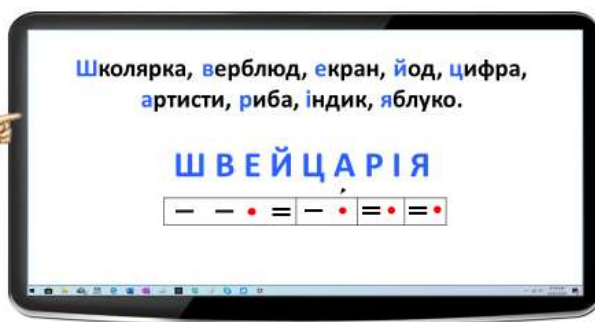 Школярка, верблюд, екран, йод, цифра,
артисти, риба, індик, яблуко.
ШВЕЙЦАРІЯ
– – • = – • = • = •